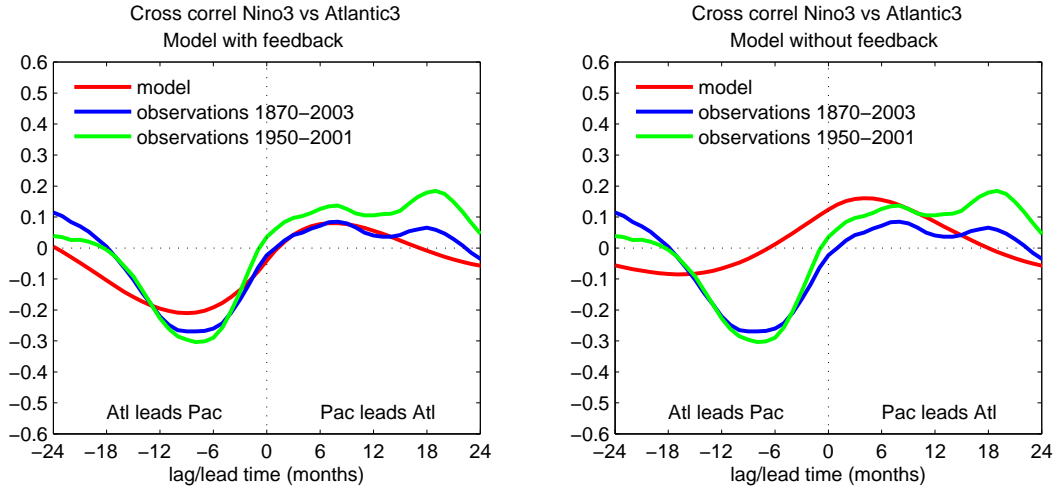 Cross correl Nino3 vs Atlantic3
Model with feedback
0.6
0.5
0.4
0.3
0.2
0.1
0
−0.1
−0.2
−0.3
−0.4
−0.5
−0.6
model
observations 1870−2003
observations 1950−2001
Atl leads Pac Pac leads Atl
−24 −18 −12 −6 0 6 12 18 24
lag/lead time (months)
Cross correl Nino3 vs Atlantic3
Model without feedback
0.6
0.5
0.4
0.3
0.2
0.1
0
−0.1
−0.2
−0.3
−0.4
−0.5
−0.6
model
observations 1870−2003
observations 1950−2001
Atl leads Pac Pac leads Atl
−24 −18 −12 −6 0 6 12 18 24
lag/lead time (months)